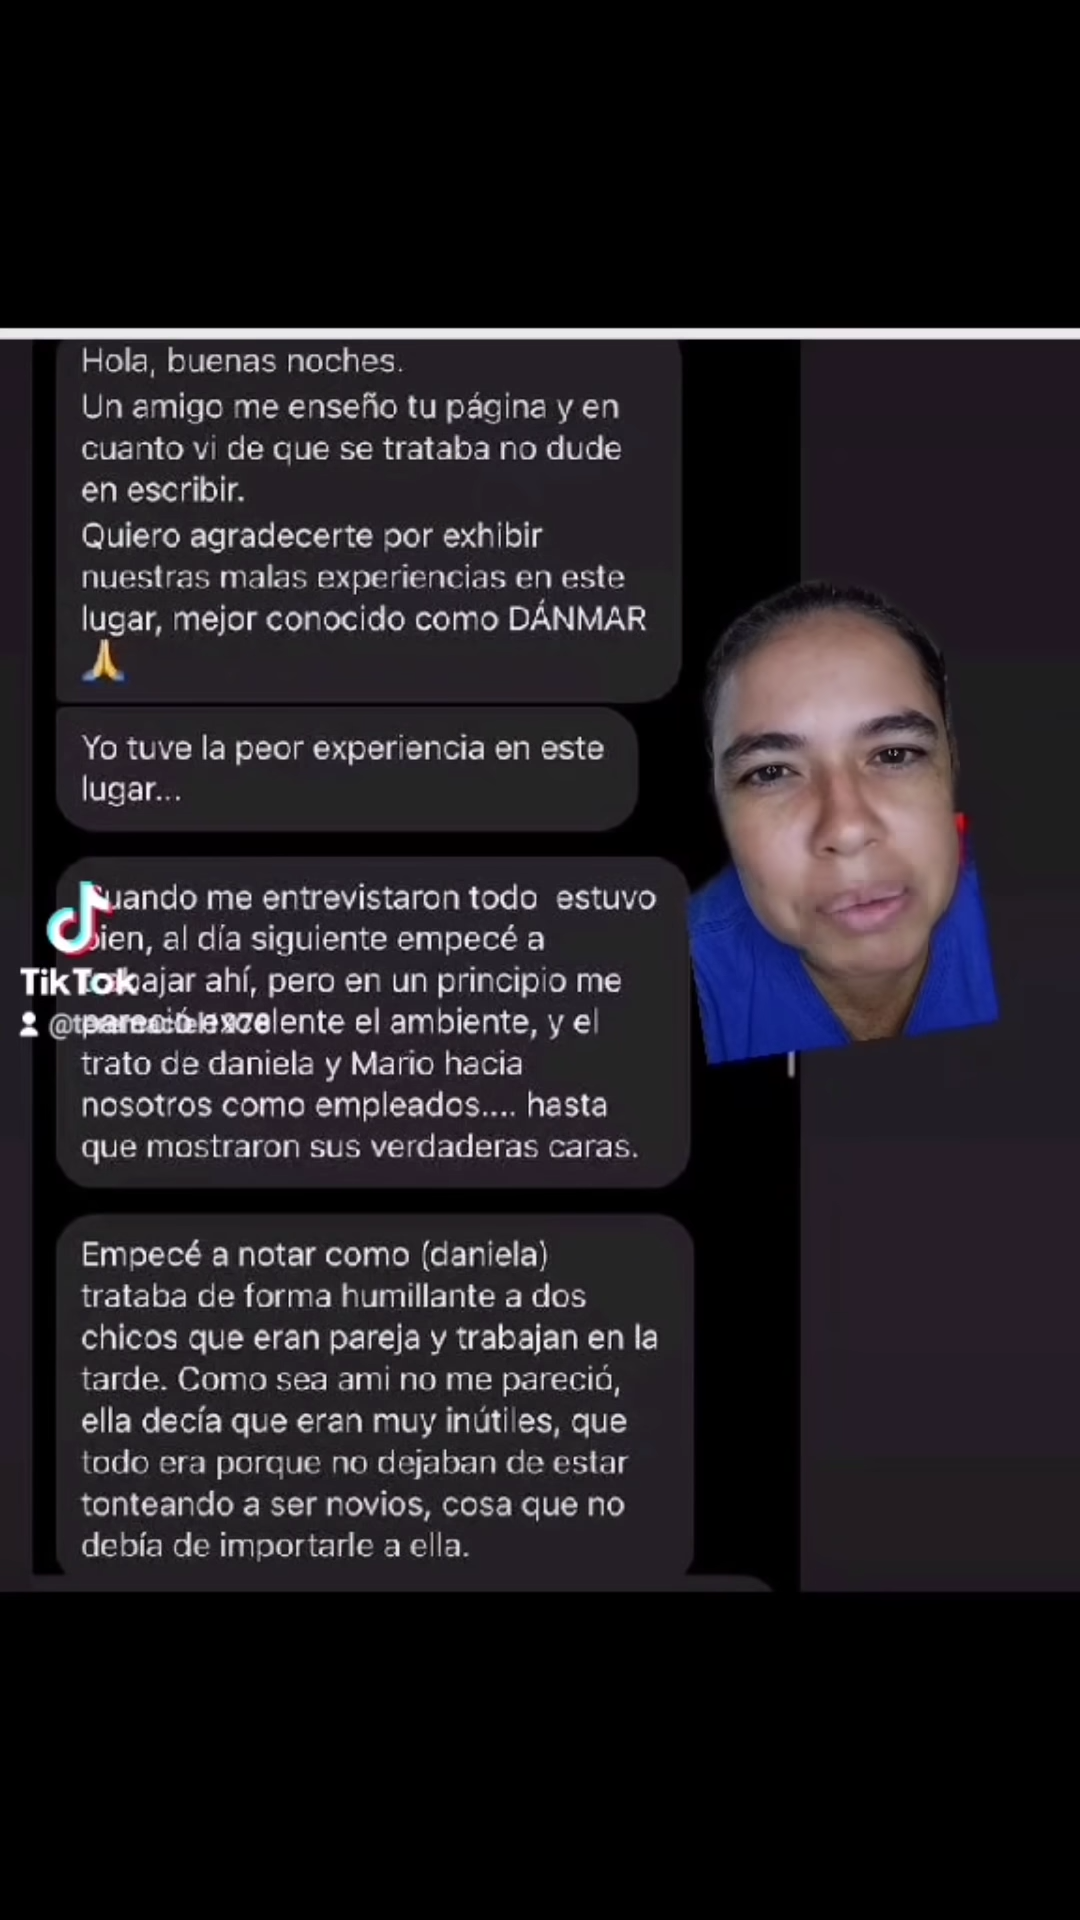 Hola, buenas noches.
Un amigo me enseño tu página y en
cuanto vi de que se trataba no dude
en escribir.
Quiero agradecerte por exhibir
nuestras malas experiencias en este
lugar, mejor conocido como DÁNMAR
🙏
Yo tuve la peor experiencia en este
lugar...
me entrevistaron todo estuvo
al día siguiente empecé a
ahí, pero en un principio me
el ambiente, y el
trato de daniela y Mario hacia
nosotros como empleados.... hasta
que mostraron sus verdaderas caras.
TikTok
Empecé a notar como (daniela)
trataba de forma humillante a dos
chicos que eran pareja y trabajan en la
tarde. Como sea ami no me pareció,
ella decía que eran muy inútiles, que
todo era porque no dejaban de estar
tonteando a ser novios, cosa que no
debía de importarle a ella.